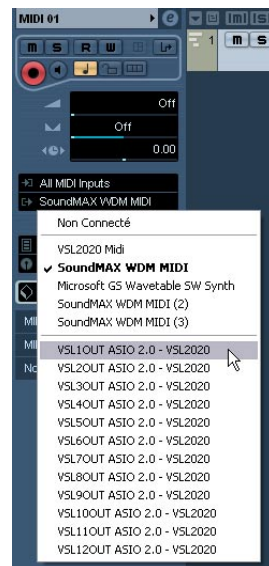 MIDI 01
M S R W
1 M S
Off
Off
0.00
All MIDI Inputs
SoundMAX WDM MIDI
Non Connecté
VSL2020 Midi
SoundMAX WDM MIDI
Microsoft GS Wavetable SW Synth
SoundMAX WDM MIDI (2)
SoundMAX WDM MIDI (3)
MI
VSL1OUT ASIO 2.0 - VSL2020
MI
VSL2OUT ASIO 2.0 - VSL2020
No
VSL3OUT ASIO 2.0 - VSL2020
VSL4OUT ASIO 2.0 - VSL2020
VSL5OUT ASIO 2.0 - VSL2020
VSL6OUT ASIO 2.0 - VSL2020
VSL7OUT ASIO 2.0 - VSL2020
VSL8OUT ASIO 2.0 - VSL2020
VSL9OUT ASIO 2.0 - VSL2020
VSL10OUT ASIO 2.0 - VSL2020
VSL11OUT ASIO 2.0 - VSL2020
VSL12OUT ASIO 2.0 - VSL2020